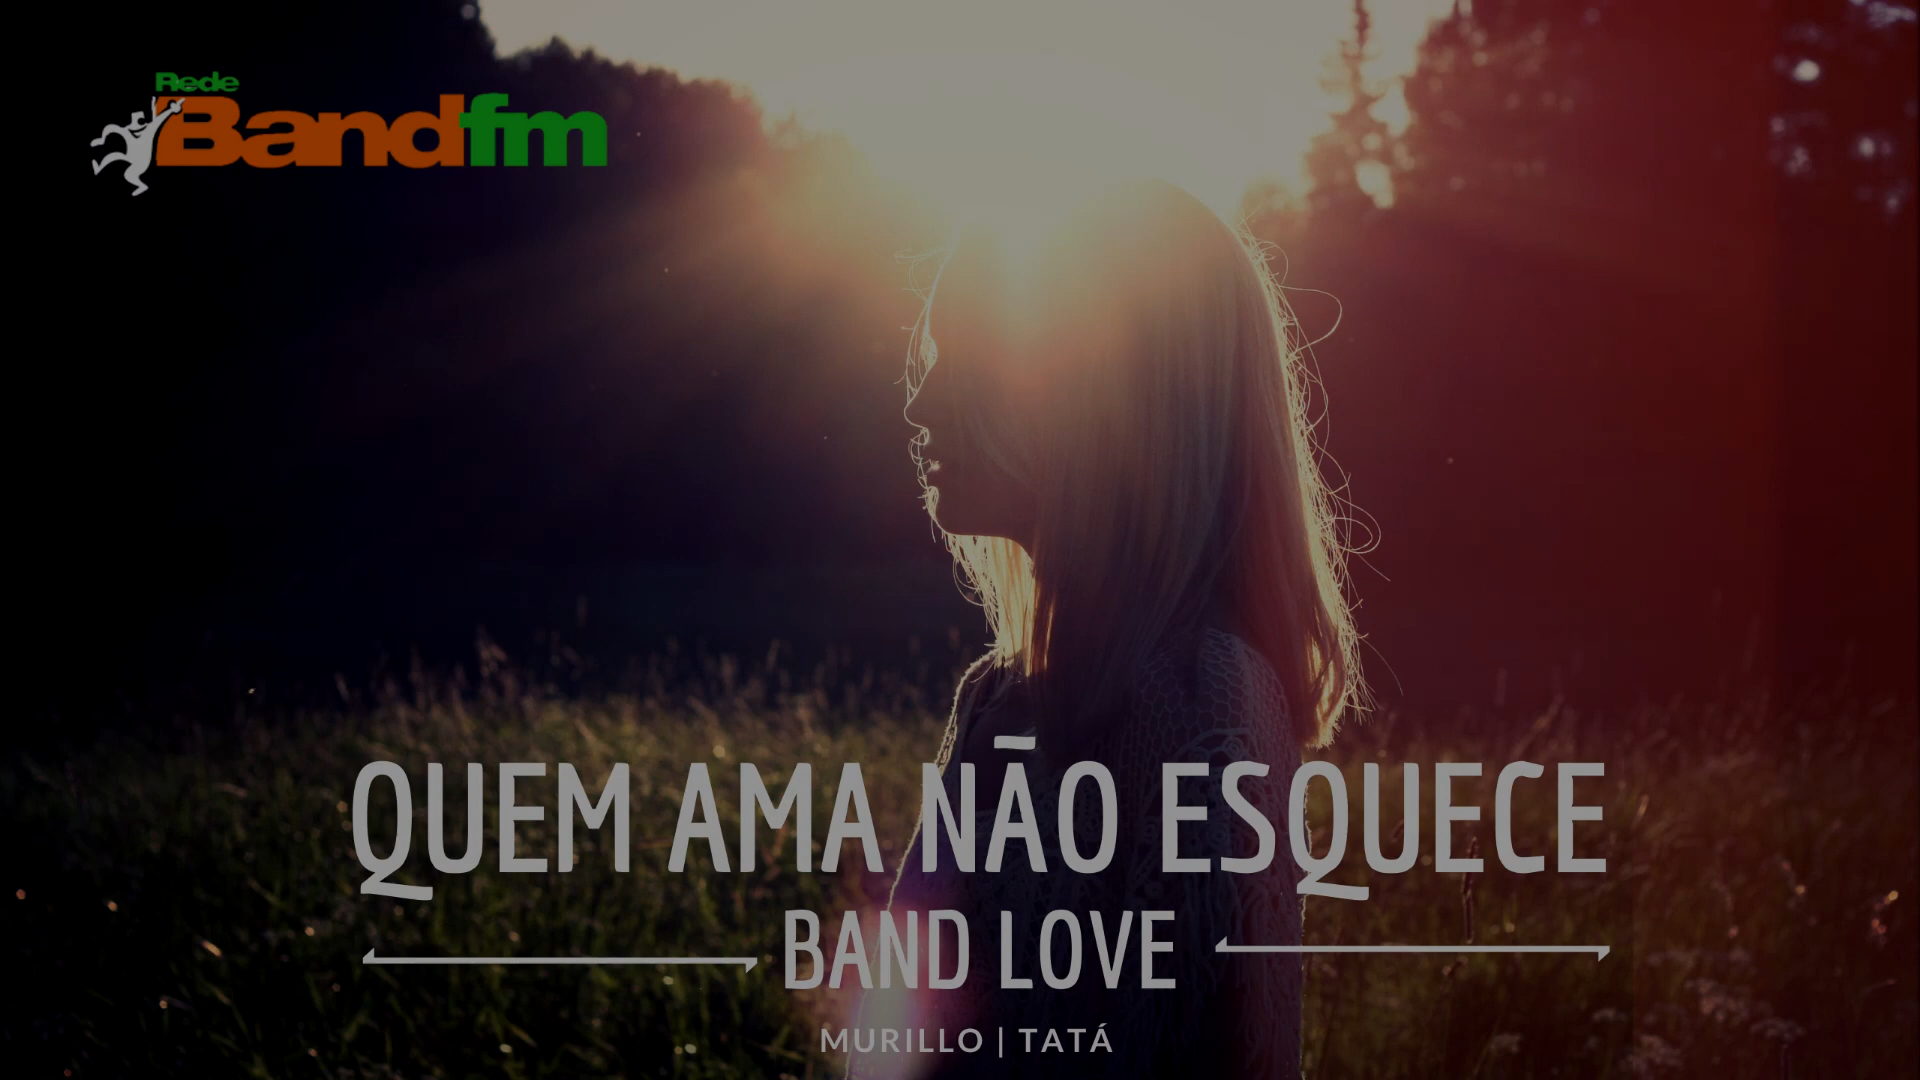 Rede
Bandfm
QUEM AMA NÃO ESQUECE
BAND LOVE
MURILLO | TATÁ